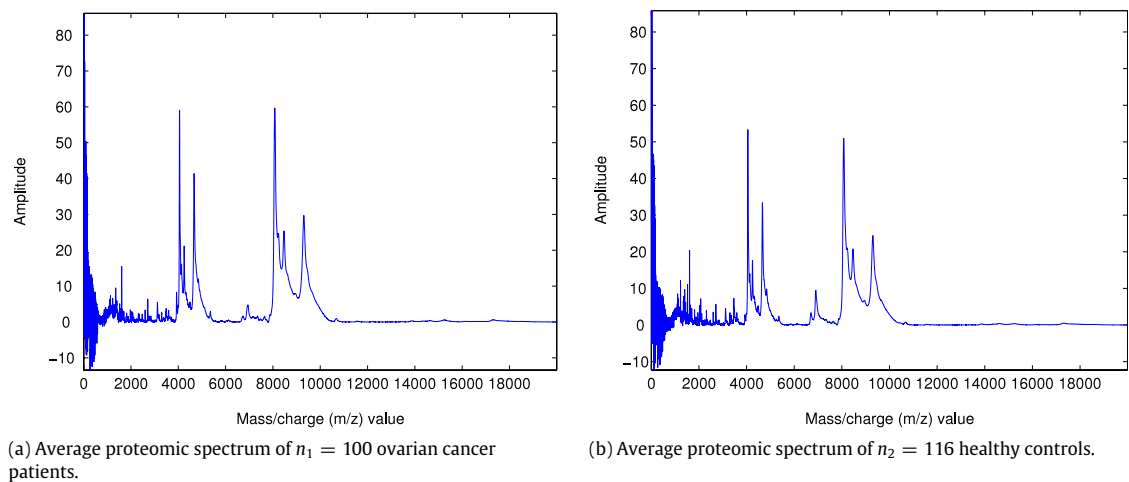 80
70
60
50
40
30
20
10
0
−10
Amplitude
0 2000 4000 6000 8000 10000 12000 14000 16000 18000
Mass/charge (m/z) value
(a) Average proteomic spectrum of n₁ = 100 ovarian cancer
patients.
80
70
60
50
40
30
20
10
0
−10
Amplitude
0 2000 4000 6000 8000 10000 12000 14000 16000 18000
Mass/charge (m/z) value
(b) Average proteomic spectrum of n₂ = 116 healthy controls.